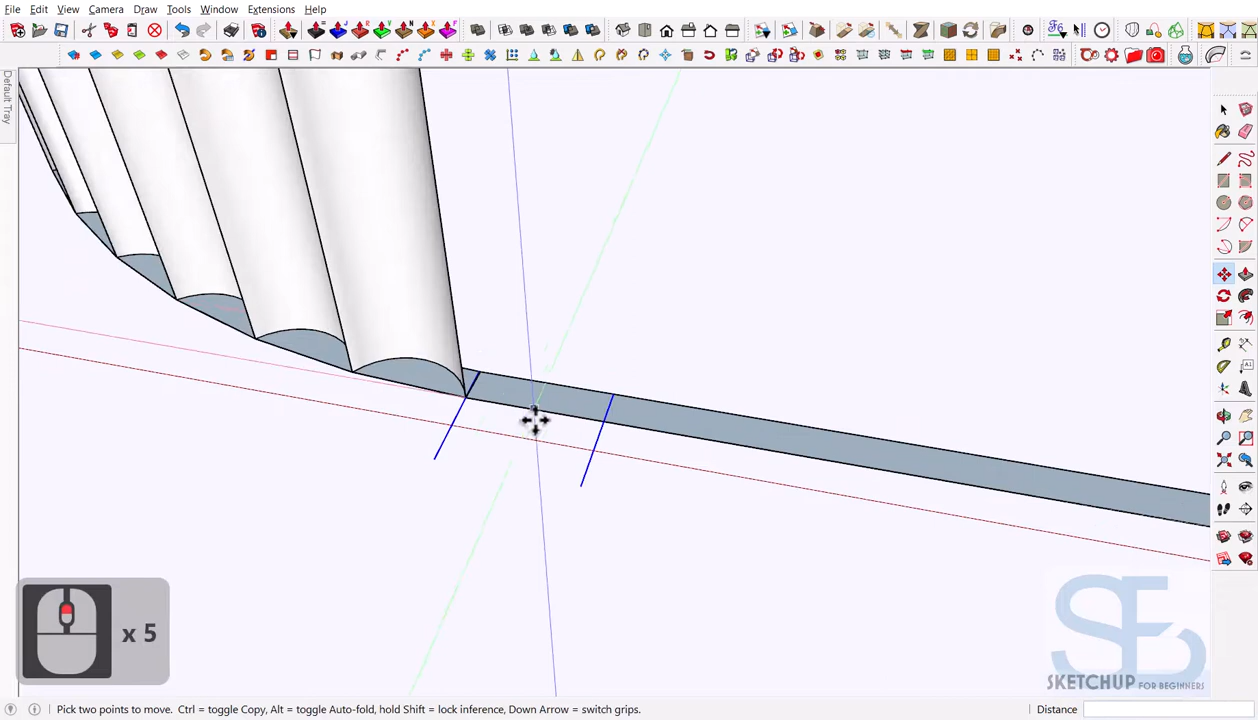 File Edit View Camera Draw Tools Window Extensions Help
Default Tray
x 5
SKETCHUP FOR BEGINNERS
Pick two points to move. Ctrl = toggle Copy, Alt = toggle Auto-fold, hold Shift = lock inference, Down Arrow = switch grips.
Distance